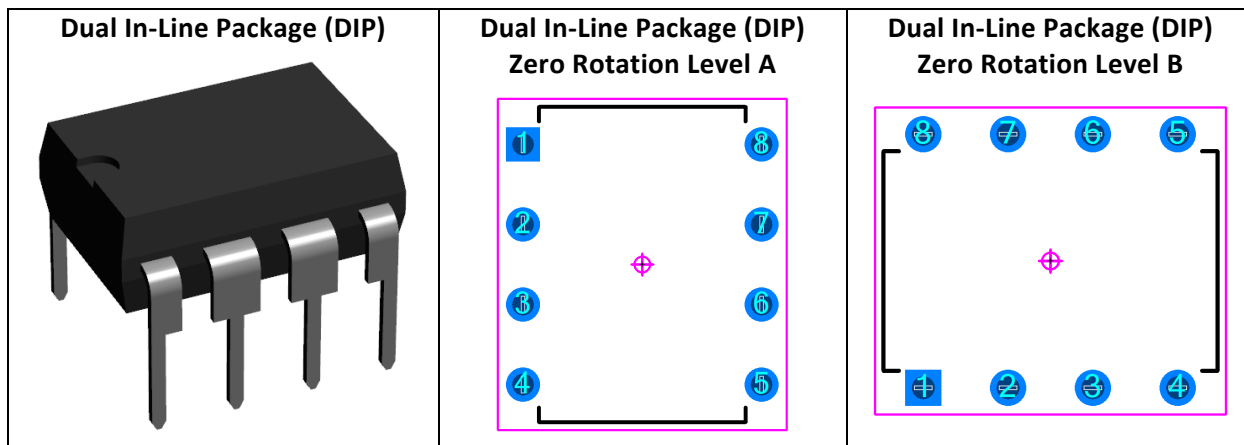 Dual In-Line Package (DIP)
Dual In-Line Package (DIP)
Zero Rotation Level A
1 8
2 7
3 6
4 5
Dual In-Line Package (DIP)
Zero Rotation Level B
8 7 6 5
1 2 3 4